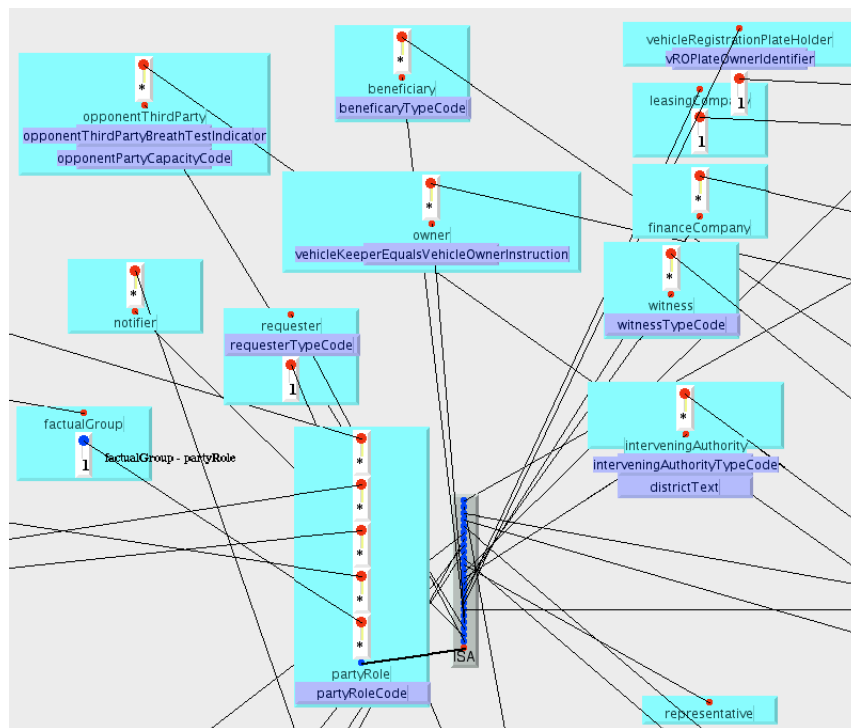 vehicleRegistrationPlateHolder
vROPlateOwnerIdentifier
*
beneficiary
beneficaryTypeCode
*
opponentThirdParty
opponentThirdPartyBreathTestIndicator
opponentPartyCapacityCode
leasingCompany
1
1
*
owner
vehicleKeeperEqualsVehicleOwnerInstruction
*
financeCompany
*
witness
witnessTypeCode
*
notifier
requester
requesterTypeCode
1
factualGroup
1
factualGroup - partyRole
*
interveningAuthority
interveningAuthorityTypeCode
districtText
*
*
*
*
*
partyRole
partyRoleCode
ISA
representative